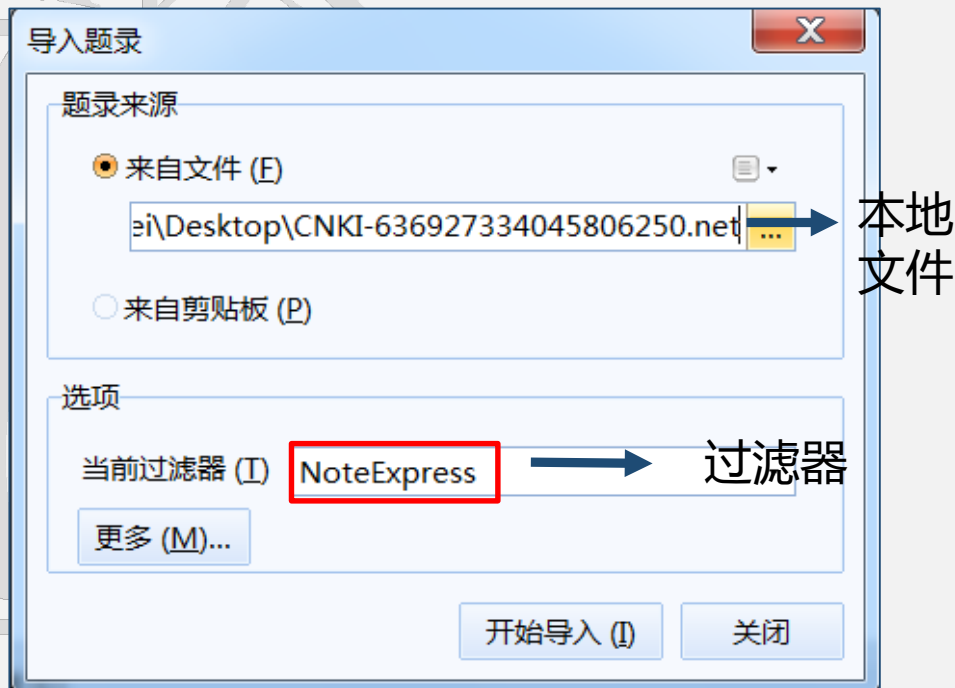 导入题录
题录来源
来自文件 (F)
ei\Desktop\CNKI-636927334045806250.net
...
本地
文件
来自剪贴板 (P)
选项
当前过滤器 (T)
NoteExpress
过滤器
更多 (M)...
开始导入 (I)
关闭